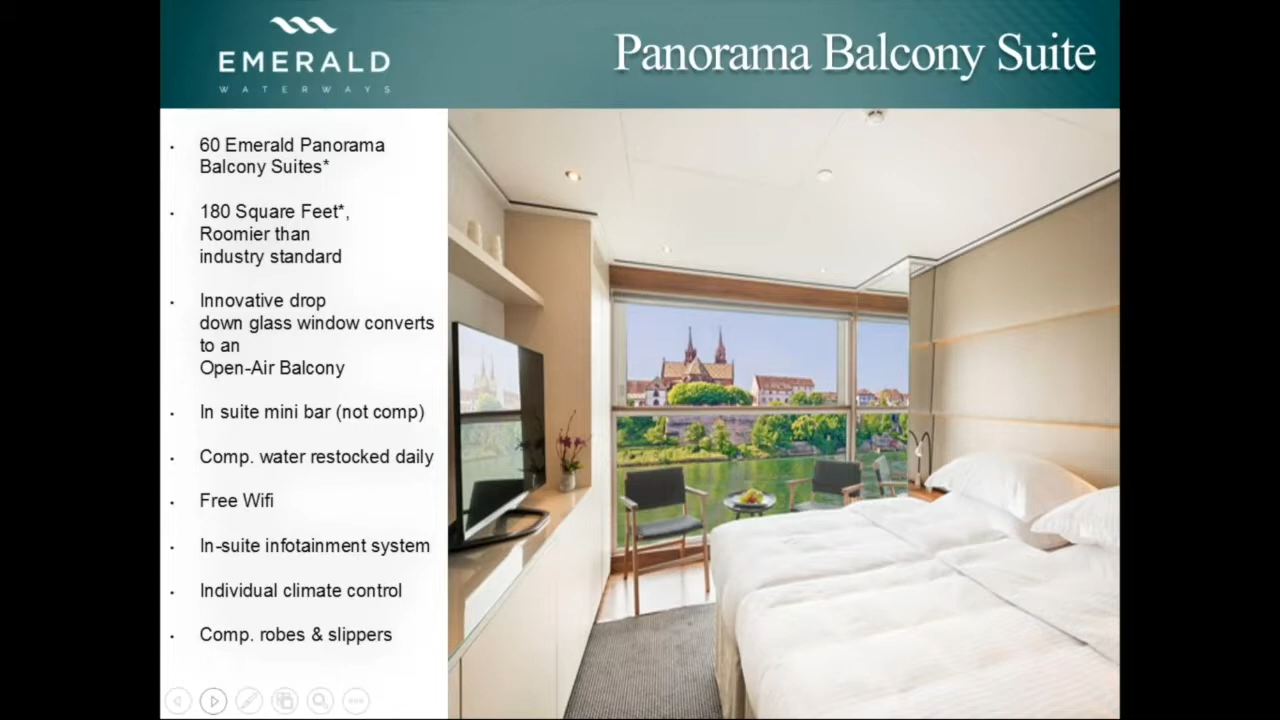 EMERALD
WATERWAYS
Panorama Balcony Suite
60 Emerald Panorama
Balcony Suites*
180 Square Feet*,
Roomier than
industry standard
Innovative drop
down glass window converts
to an
Open-Air Balcony
In suite mini bar (not comp)
Comp. water restocked daily
Free Wifi
In-suite infotainment system
Individual climate control
Comp. robes & slippers